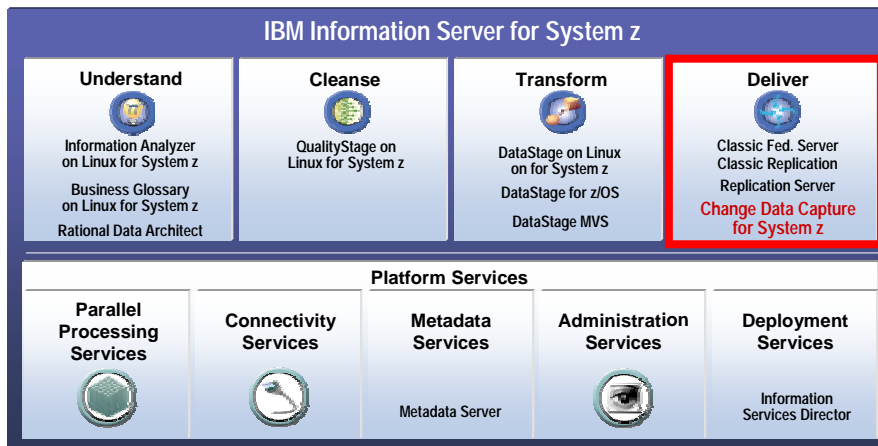 IBM Information Server for System z
Understand
Information Analyzer
on Linux for System z
Business Glossary
on Linux for System z
Rational Data Architect
Cleanse
QualityStage on
Linux for System z
Transform
DataStage on Linux
on for System z
DataStage for z/OS
DataStage MVS
Deliver
Classic Fed. Server
Classic Replication
Replication Server
Change Data Capture
for System z
Platform Services
Parallel
Processing
Services
Connectivity
Services
Metadata
Services
Metadata Server
Administration
Services
Deployment
Services
Information
Services Director